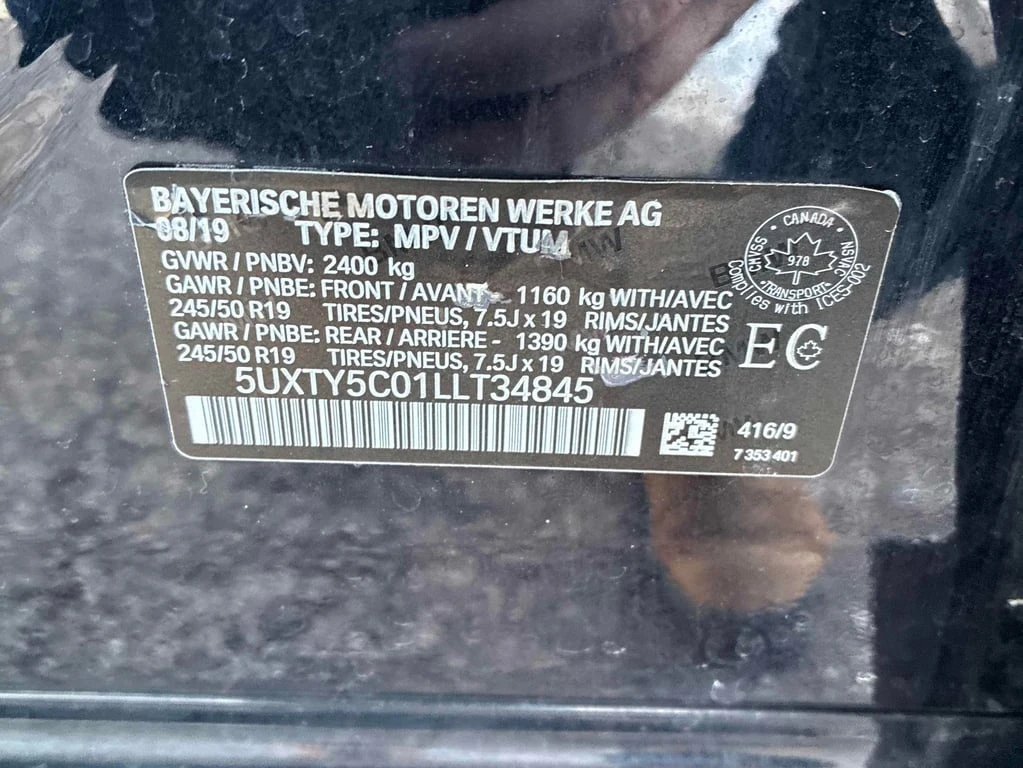 BAYERISCHE MOTOREN WERKE AG
08/19 TYPE: MPV / VTUM
GVWR / PNBV: 2400 kg
GAWR / PNBE: FRONT / AVANT - 1160 kg WITH/AVEC
245/50 R19 TIRES/PNEUS, 7.5J x 19 RIMS/JANTES
GAWR / PNBE: REAR / ARRIERE - 1390 kg WITH/AVEC
245/50 R19 TIRES/PNEUS, 7.5J x 19 RIMS/JANTES
5UXTY5C01LLT34845
CANADA
CMVSS
NSVAC
978
TRANSPORT
Complies with ICES-002
EC
416/9
7 353 401